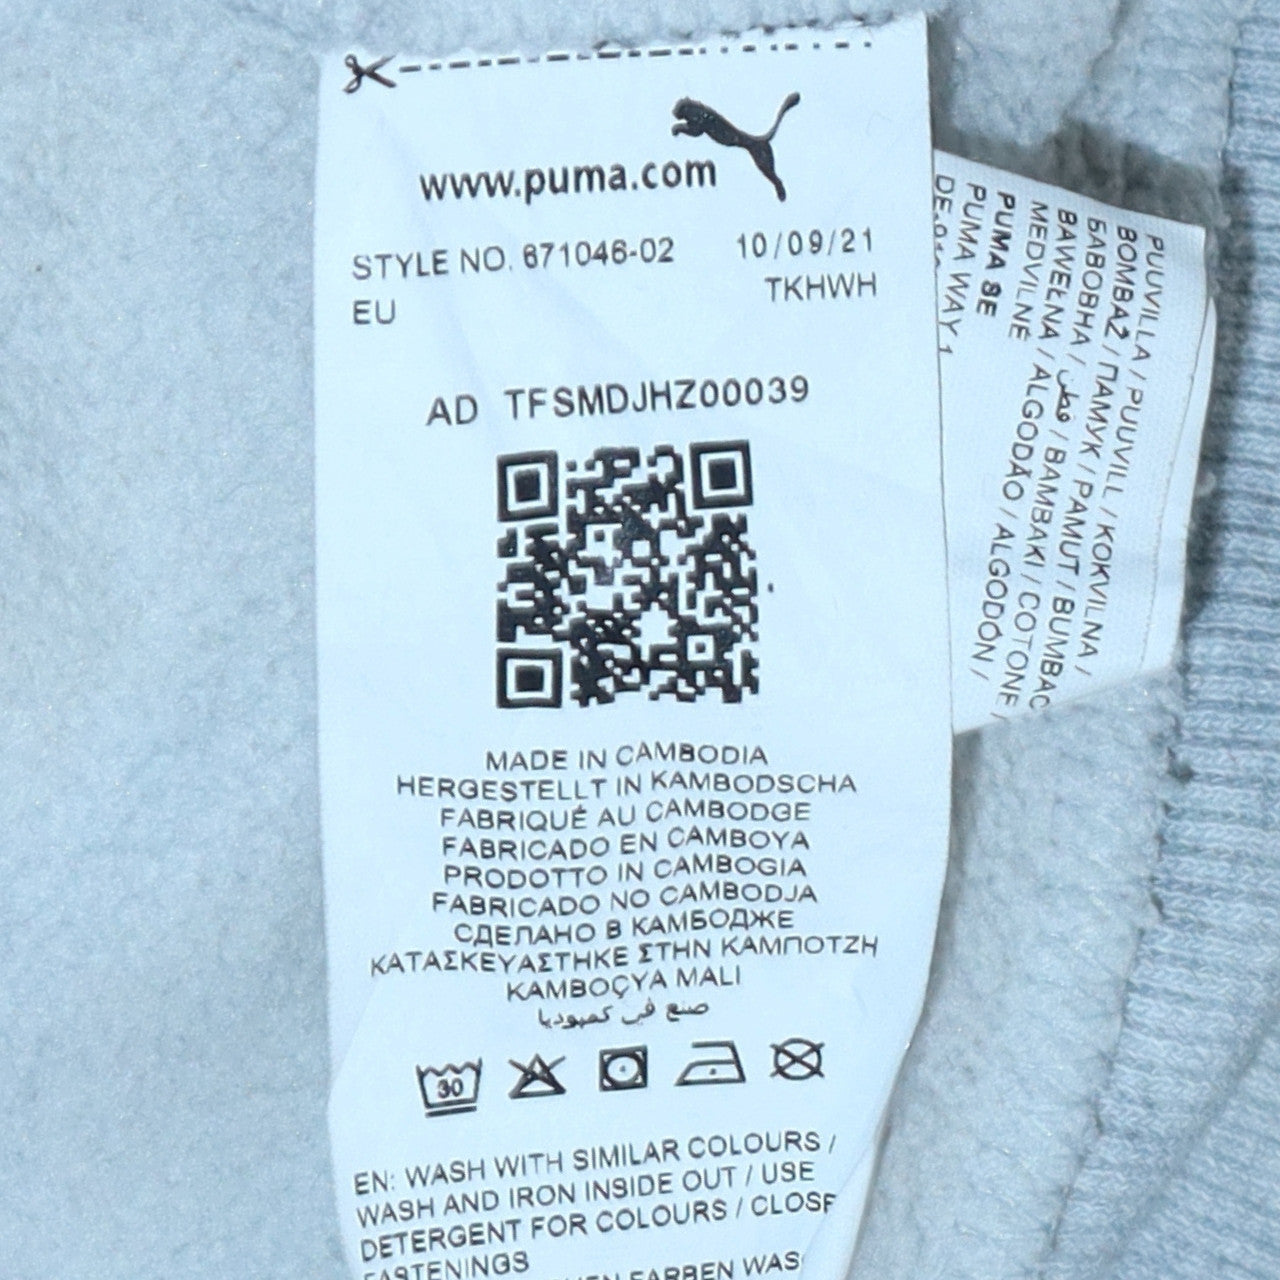 www.puma.com
STYLE NO. 671046-02 10/09/21
EU TKHWH
AD TFSMDJHZ00039
MADE IN CAMBODIA
HERGESTELLT IN KAMBODSCHA
FABRIQUÉ AU CAMBODGE
FABRICADO EN CAMBOYA
PRODOTTO IN CAMBOGIA
FABRICADO NO CAMBODJA
СДЕЛАНО В КАМБОДЖЕ
ΚΑΤΑΣΚΕΥΑΣΤΗΚΕ ΣΤΗΝ ΚΑΜΠΟΤΖΗ
KAMBOÇYA MALI
صنع في كمبوديا
30
EN: WASH WITH SIMILAR COLOURS /
WASH AND IRON INSIDE OUT / USE
DETERGENT FOR COLOURS / CLOSE
FASTENINGS
FARBEN WAS
PUUVILLA / PUUVILL / KOKVILNA /
BOMBAŽ / ПАМУК / PAMUT / BUMBAC
БАВОВНА / قطن / BAMBAKI / COTONE /
BAWEŁNA / ALGODÃO / ALGODÓN /
MEDVILNĖ
PUMA SE
PUMA WAY 1